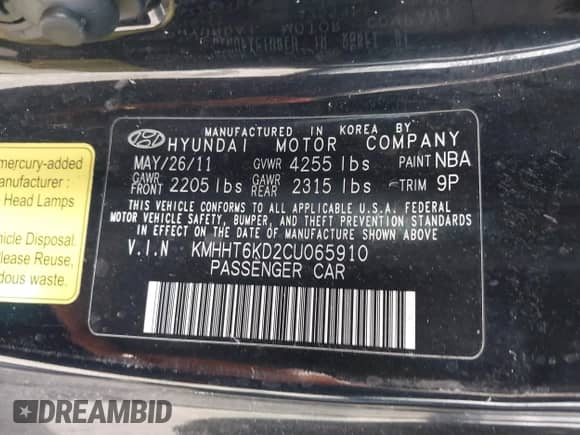 MANUFACTURED IN KOREA BY
HYUNDAI MOTOR COMPANY
MAY/26/11 GVWR 4255 lbs PAINT NBA
GAWR FRONT 2205 lbs GAWR REAR 2315 lbs TRIM 9P
THIS VEHICLE CONFORMS TO ALL APPLICABLE U.S.A. FEDERAL
MOTOR VEHICLE SAFETY, BUMPER, AND THEFT PREVENTION STANDARDS
IN EFFECT ON THE DATE OF MANUFACTURE SHOWN ABOVE
V.I.N KMHHT6KD2CU065910
PASSENGER CAR
mercury-added
anufacturer :
Head Lamps
hicle Disposal.
lease Reuse,
dous waste.
DREAMBID